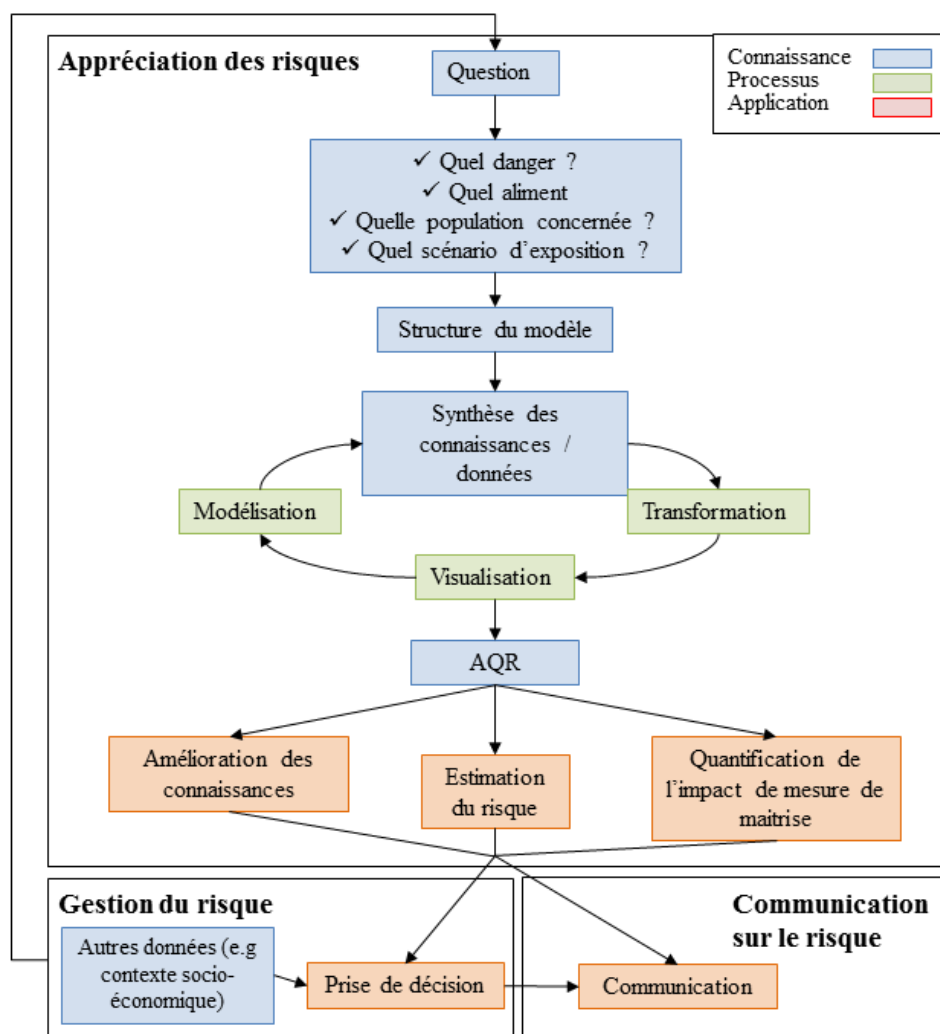 Appréciation des risques
Connaissance
Processus
Application
Question
✓ Quel danger ?
✓ Quel aliment
✓ Quelle population concernée ?
✓ Quel scénario d'exposition ?
Structure du modèle
Synthèse des
connaissances /
données
Modélisation
Transformation
Visualisation
AQR
Amélioration des
connaissances
Estimation
du risque
Quantification de
l'impact de mesure de
maitrise
Gestion du risque
Autres données (e.g
contexte socio-
économique)
Prise de décision
Communication
sur le risque
Communication